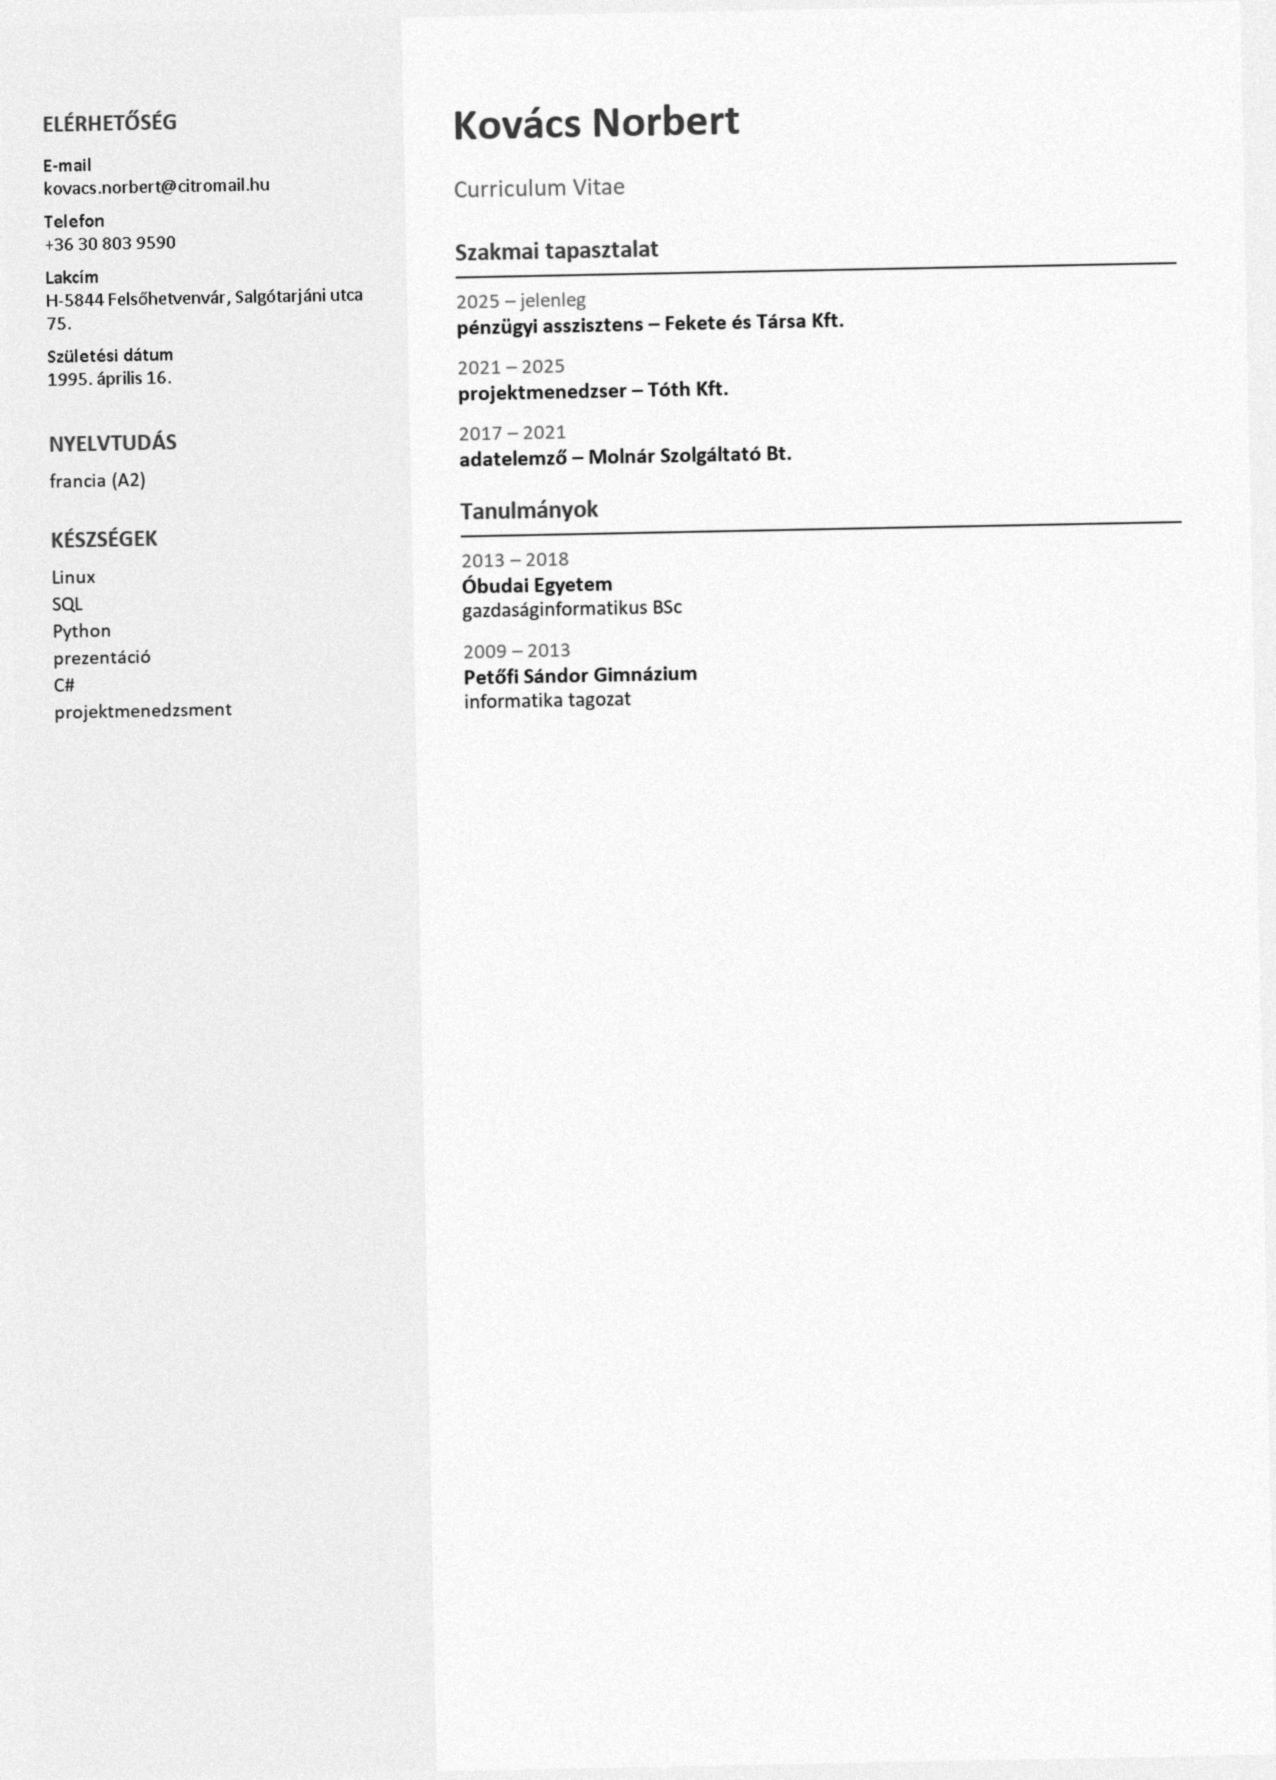 ELÉRHETŐSÉG
E-mail
kovacs.norbert@citromail.hu
Telefon
+36 30 803 9590
Lakcím
H-5844 Felsőhetvenvár, Salgótarjáni utca
75.
Születési dátum
1995. április 16.
NYELVTUDÁS
francia (A2)
KÉSZSÉGEK
Linux
SQL
Python
prezentáció
C#
projektmenedzsment
Kovács Norbert
Curriculum Vitae
Szakmai tapasztalat
2025 – jelenleg
pénzügyi asszisztens – Fekete és Társa Kft.
2021 – 2025
projektmenedzser – Tóth Kft.
2017 – 2021
adatelemző – Molnár Szolgáltató Bt.
Tanulmányok
2013 – 2018
Óbudai Egyetem
gazdaságinformatikus BSc
2009 – 2013
Petőfi Sándor Gimnázium
informatika tagozat